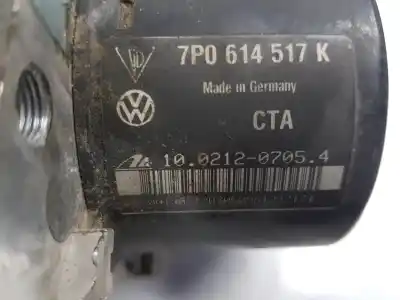 7P0 614 517 K
Made in Germany
CTA
10.0212-0705.4